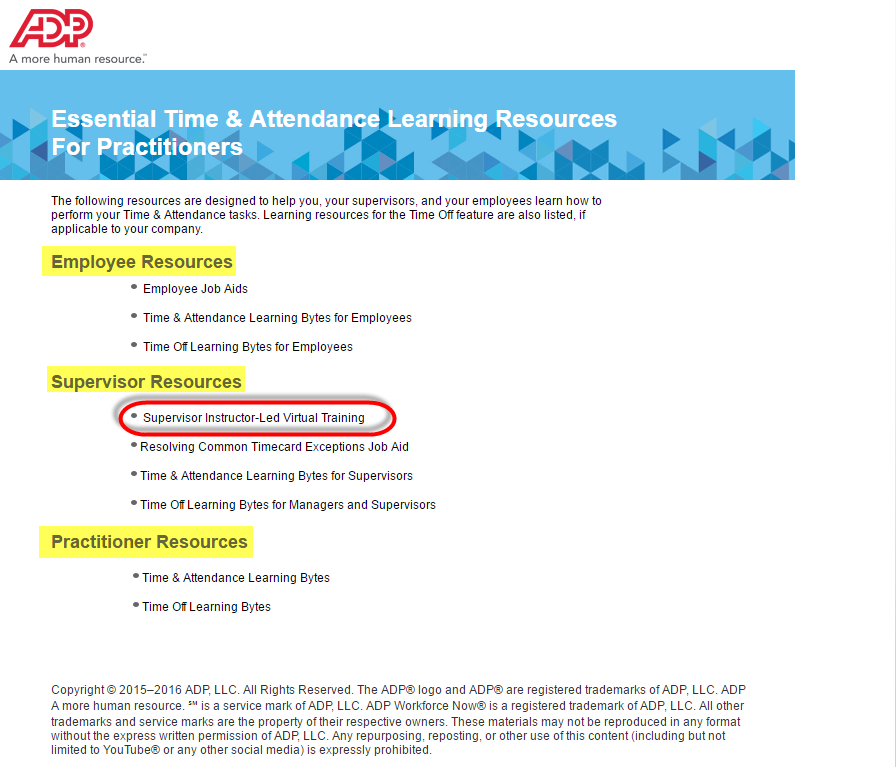 ADP®
A more human resource.℠
Essential Time & Attendance Learning Resources
For Practitioners
The following resources are designed to help you, your supervisors, and your employees learn how to
perform your Time & Attendance tasks. Learning resources for the Time Off feature are also listed, if
applicable to your company.
Employee Resources
• Employee Job Aids
• Time & Attendance Learning Bytes for Employees
• Time Off Learning Bytes for Employees
Supervisor Resources
• Supervisor Instructor-Led Virtual Training
• Resolving Common Timecard Exceptions Job Aid
• Time & Attendance Learning Bytes for Supervisors
• Time Off Learning Bytes for Managers and Supervisors
Practitioner Resources
• Time & Attendance Learning Bytes
• Time Off Learning Bytes
Copyright © 2015–2016 ADP, LLC. All Rights Reserved. The ADP® logo and ADP® are registered trademarks of ADP, LLC. ADP
A more human resource. ℠ is a service mark of ADP, LLC. ADP Workforce Now® is a registered trademark of ADP, LLC. All other
trademarks and service marks are the property of their respective owners. These materials may not be reproduced in any format
without the express written permission of ADP, LLC. Any repurposing, reposting, or other use of this content (including but not
limited to YouTube® or any other social media) is expressly prohibited.